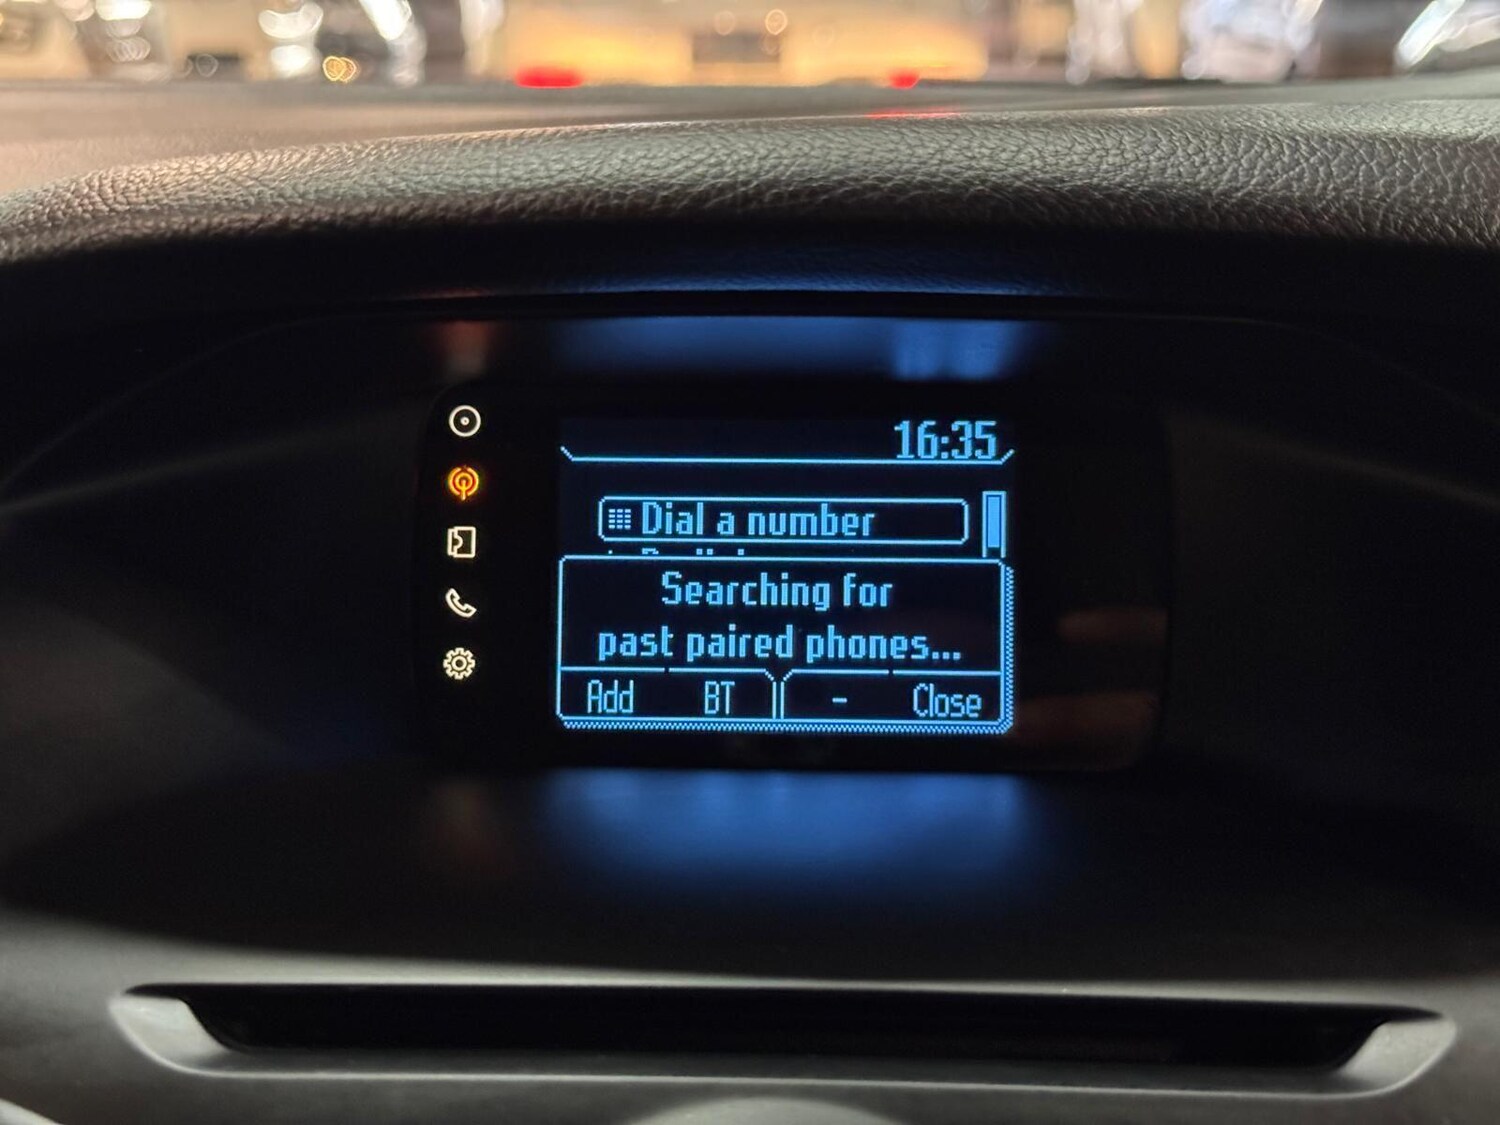 16:35
Dial a number
Searching for
past paired phones...
Add BT - Close